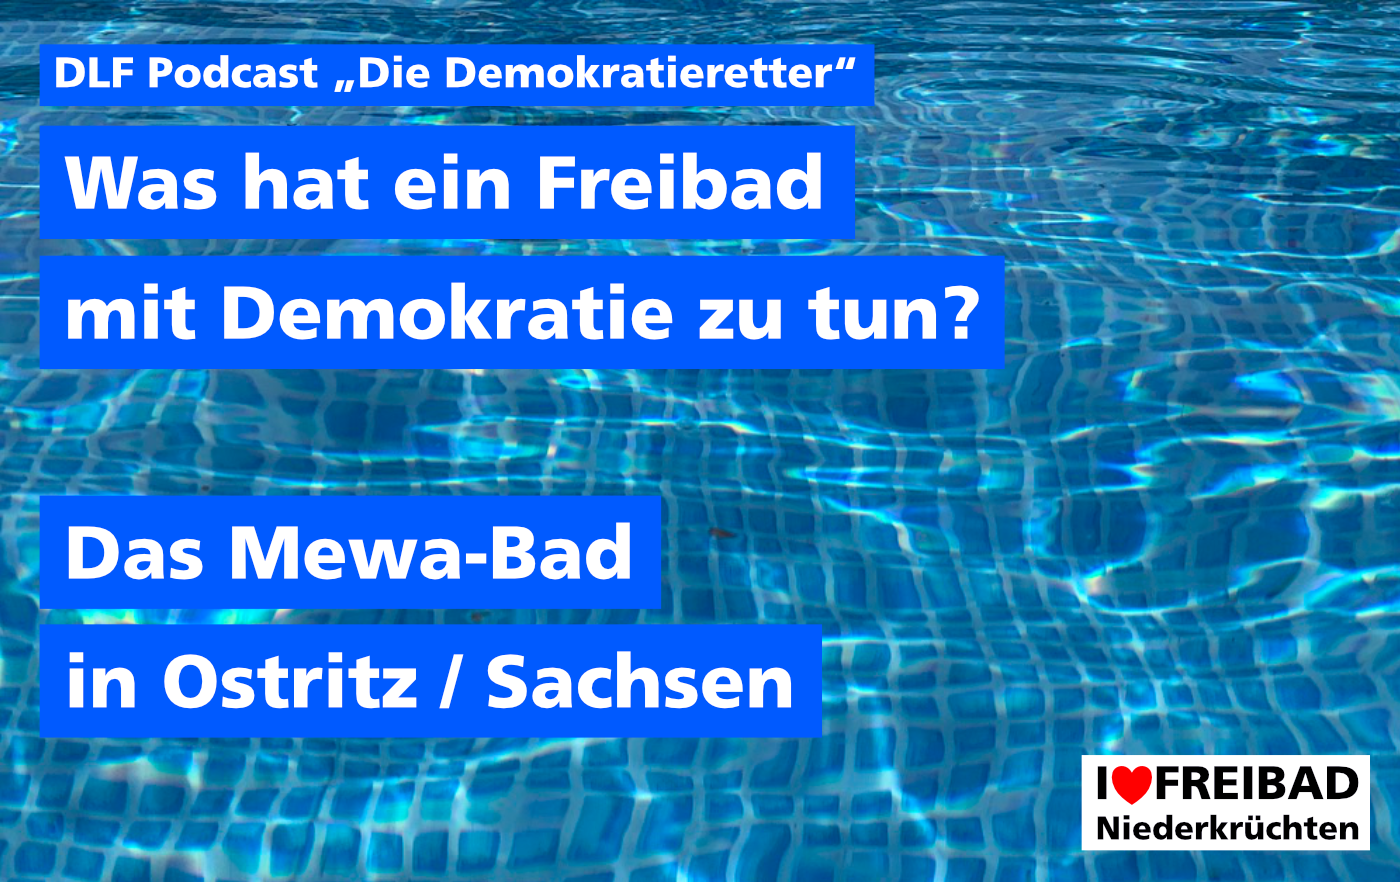 DLF Podcast „Die Demokratieretter“
Was hat ein Freibad
mit Demokratie zu tun?
Das Mewa-Bad
in Ostritz / Sachsen
I❤FREIBAD
Niederkrüchten